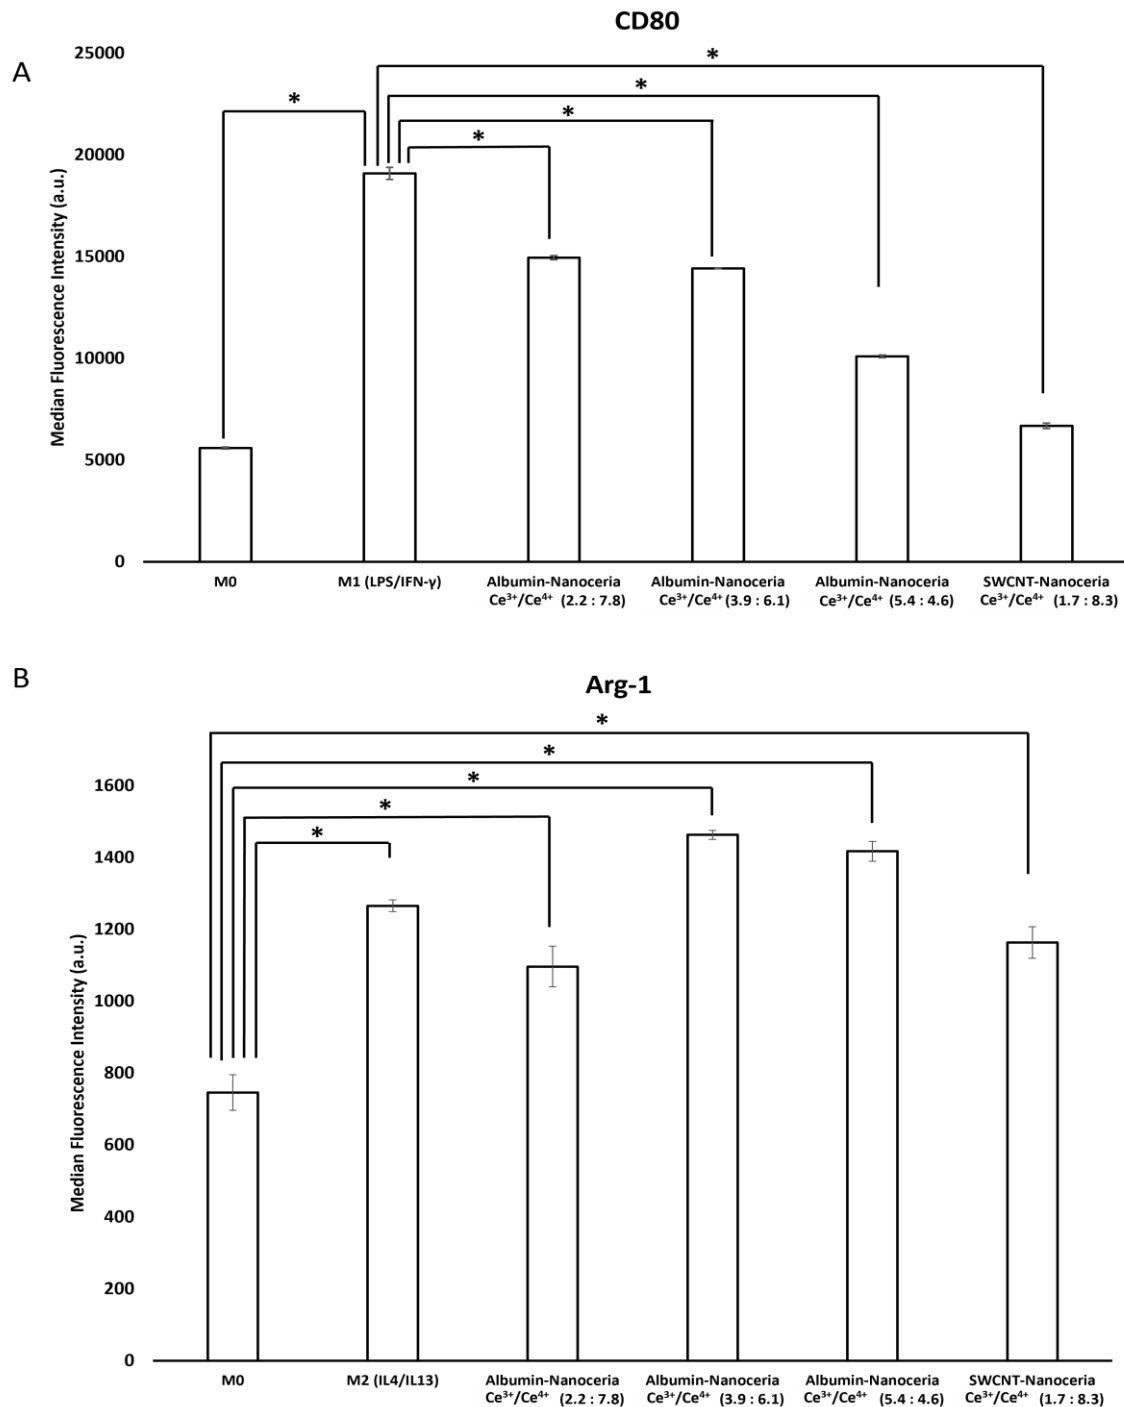 CD80
A
25000
20000
15000
10000
5000
0
Median Fluorescence Intensity (a.u.)
*
*
*
*
*
M0
M1 (LPS/IFN-γ)
Albumin-Nanoceria
Ce³⁺/Ce⁴⁺ (2.2 : 7.8)
Albumin-Nanoceria
Ce³⁺/Ce⁴⁺ (3.9 : 6.1)
Albumin-Nanoceria
Ce³⁺/Ce⁴⁺ (5.4 : 4.6)
SWCNT-Nanoceria
Ce³⁺/Ce⁴⁺ (1.7 : 8.3)
B
Arg-1
1600
1400
1200
1000
800
600
400
200
0
Median Fluorescence Intensity (a.u.)
*
*
*
*
*
M0
M2 (IL4/IL13)
Albumin-Nanoceria
Ce³⁺/Ce⁴⁺ (2.2 : 7.8)
Albumin-Nanoceria
Ce³⁺/Ce⁴⁺ (3.9 : 6.1)
Albumin-Nanoceria
Ce³⁺/Ce⁴⁺ (5.4 : 4.6)
SWCNT-Nanoceria
Ce³⁺/Ce⁴⁺ (1.7 : 8.3)